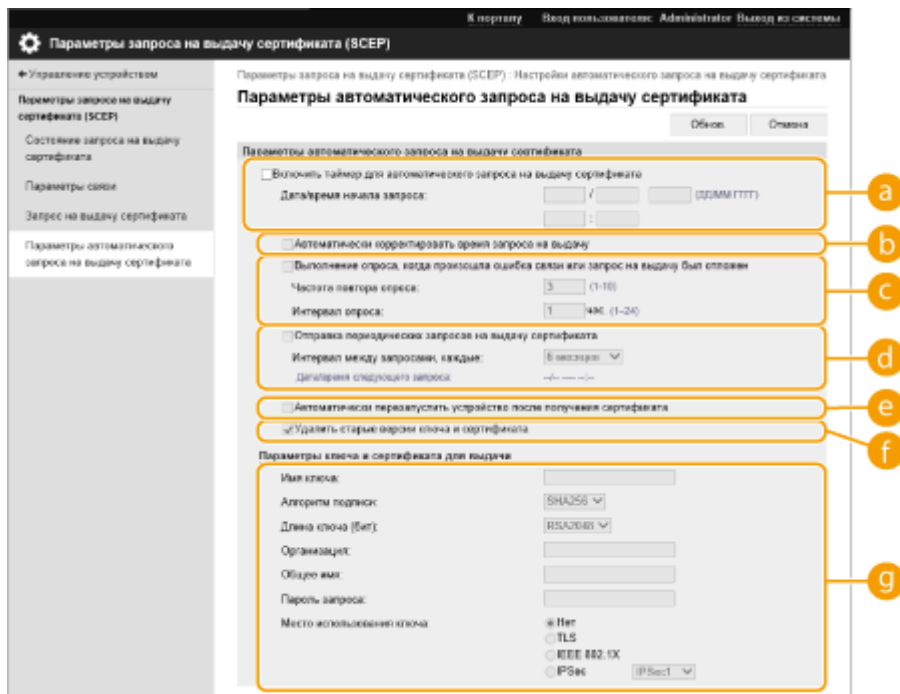 К порталу Вход пользователя: Administrator Выход из системы
Параметры запроса на выдачу сертификата (SCEP)
Управление устройством
Параметры запроса на выдачу
сертификата (SCEP)
Состояние запроса на выдачу
сертификата
Параметры связи
Запрос на выдачу сертификата
Параметры автоматического
запроса на выдачу сертификата
Параметры запроса на выдачу сертификата (SCEP) : Настройки автоматического запроса на выдачу сертификата
Параметры автоматического запроса на выдачу сертификата
Обнов. Отмена
Параметры автоматического запроса на выдачи сертификата
Включить таймер для автоматического запроса на выдачу сертификата
Дата/время начала запроса: / (ДД/ММ ГГГГ)
:
a
Автоматически корректировать время запроса на выдачу
b
Выполнение опроса, когда произошла ошибка связи или запрос на выдачу был отложен
Частота повтора опроса: 3 (1-10)
Интервал опроса: 1 час. (1-24)
c
Отправка периодических запросов на выдачу сертификата
Интервал между запросами, каждые: 6 месяцев
Дата/время следующего запроса: --/-- ---- --:--
d
Автоматически перезапустить устройство после получения сертификата
e
Удалить старые версии ключа и сертификата
f
Параметры ключа и сертификата для выдачи
Имя ключа:
Алгоритм подписи: SHA256
Длина ключа (бит): RSA2048
Организация:
Общее имя:
Пароль запроса:
Место использования ключа: Нет
TLS
IEEE 802.1X
IPSec IPSec1
g